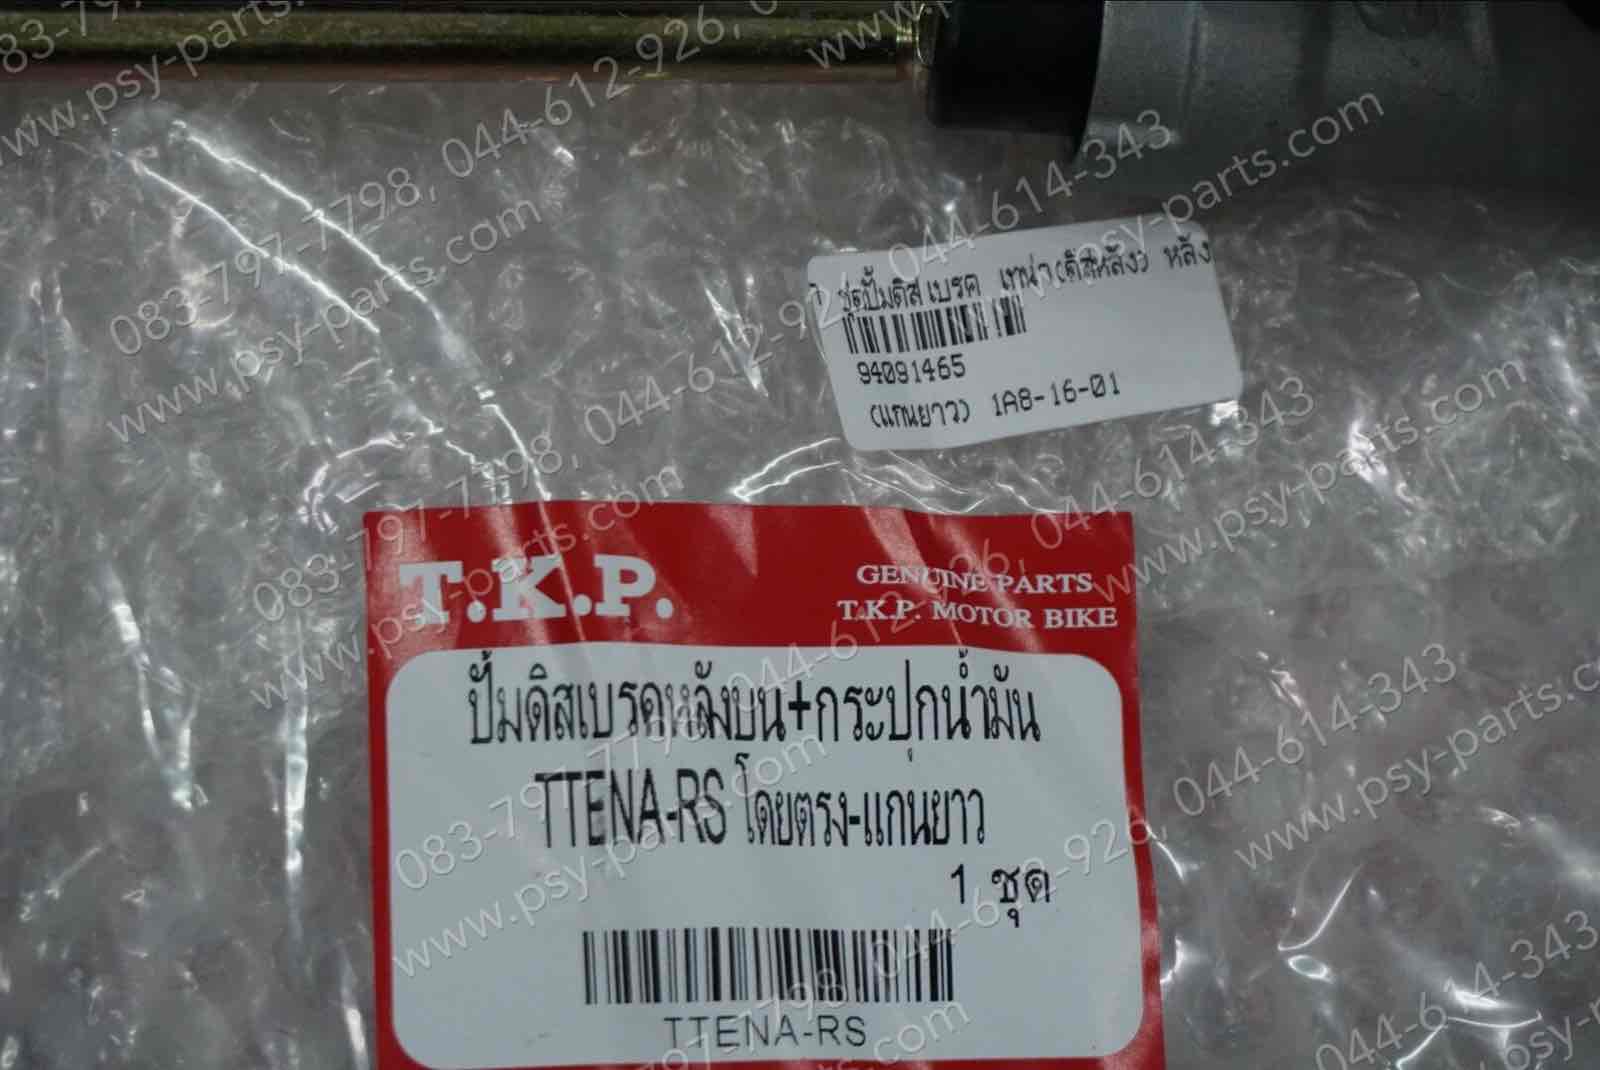 ชุดปั้มดิสเบรค เทน่า(ดิสหลัง) หลัง
94091465
(แกนยาว) 1A8-16-01
T.K.P.
GENUINE PARTS
T.K.P. MOTOR BIKE
ปั้มดิสเบรคหลังบน+กระปุกน้ำมัน
TTENA-RS โดยตรง-แกนยาว
1 ชุด
TTENA-RS
083-797-7798, 044-612-926, 044-614-343
www.psy-parts.com